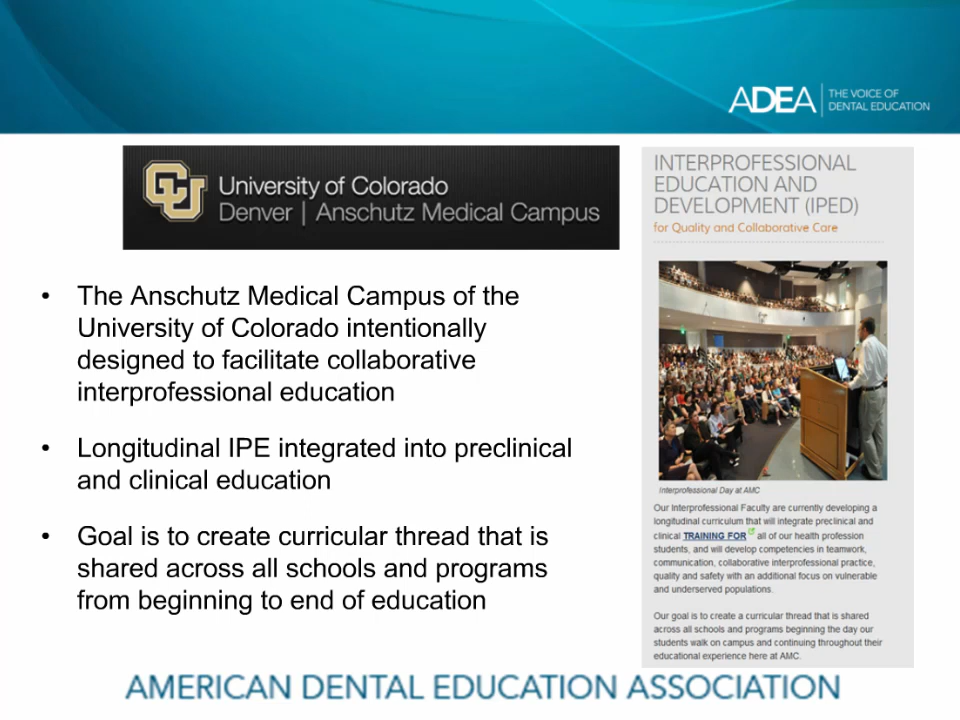 ADEA THE VOICE OF
DENTAL EDUCATION
CU University of Colorado
Denver | Anschutz Medical Campus
• The Anschutz Medical Campus of the
University of Colorado intentionally
designed to facilitate collaborative
interprofessional education
• Longitudinal IPE integrated into preclinical
and clinical education
• Goal is to create curricular thread that is
shared across all schools and programs
from beginning to end of education
INTERPROFESSIONAL
EDUCATION AND
DEVELOPMENT (IPED)
for Quality and Collaborative Care
Interprofessional Day at AMC
Our Interprofessional Faculty are currently developing a
longitudinal curriculum that will integrate preclinical and
clinical TRAINING FOR all of our health profession
students, and will develop competencies in teamwork,
communication, collaborative interprofessional practice,
quality and safety with an additional focus on vulnerable
and underserved populations.
Our goal is to create a curricular thread that is shared
across all schools and programs beginning the day our
students walk on campus and continuing throughout their
educational experience here at AMC.
AMERICAN DENTAL EDUCATION ASSOCIATION